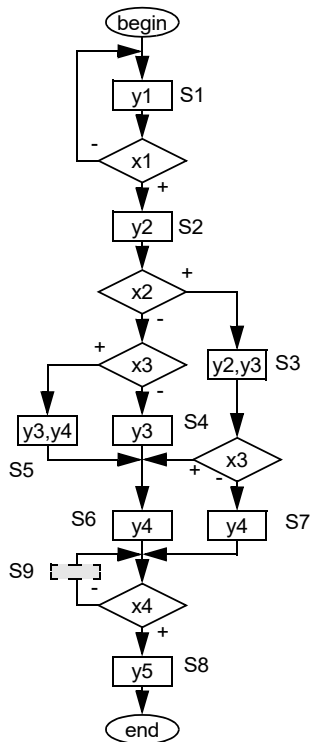 begin
y1 S1
- x1
+
y2 S2
x2 +
-
+ x3 y2,y3 S3
-
y3,y4 y3 S4
x3
S5 + -
S6 y4 y4 S7
S9
- x4
+
y5 S8
end